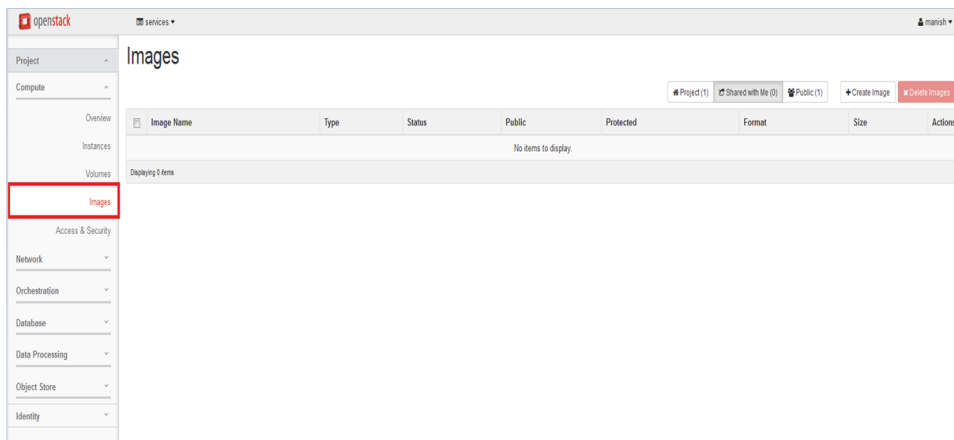 openstack
services
manish
Project
Compute
Overview
Instances
Volumes
Images
Access & Security
Network
Orchestration
Database
Data Processing
Object Store
Identity
Images
Project (1) Shared with Me (0) Public (1) Create Image Delete Images
Image Name Type Status Public Protected Format Size Actions
No items to display.
Displaying 0 items